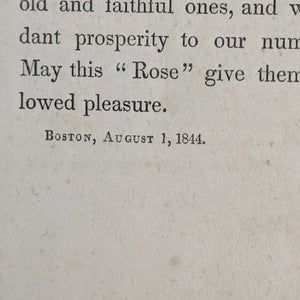 old and faithful ones, and
dant prosperity to our
May this “ Rose ” give them
lowed pleasure.
Boston, August 1, 1844.